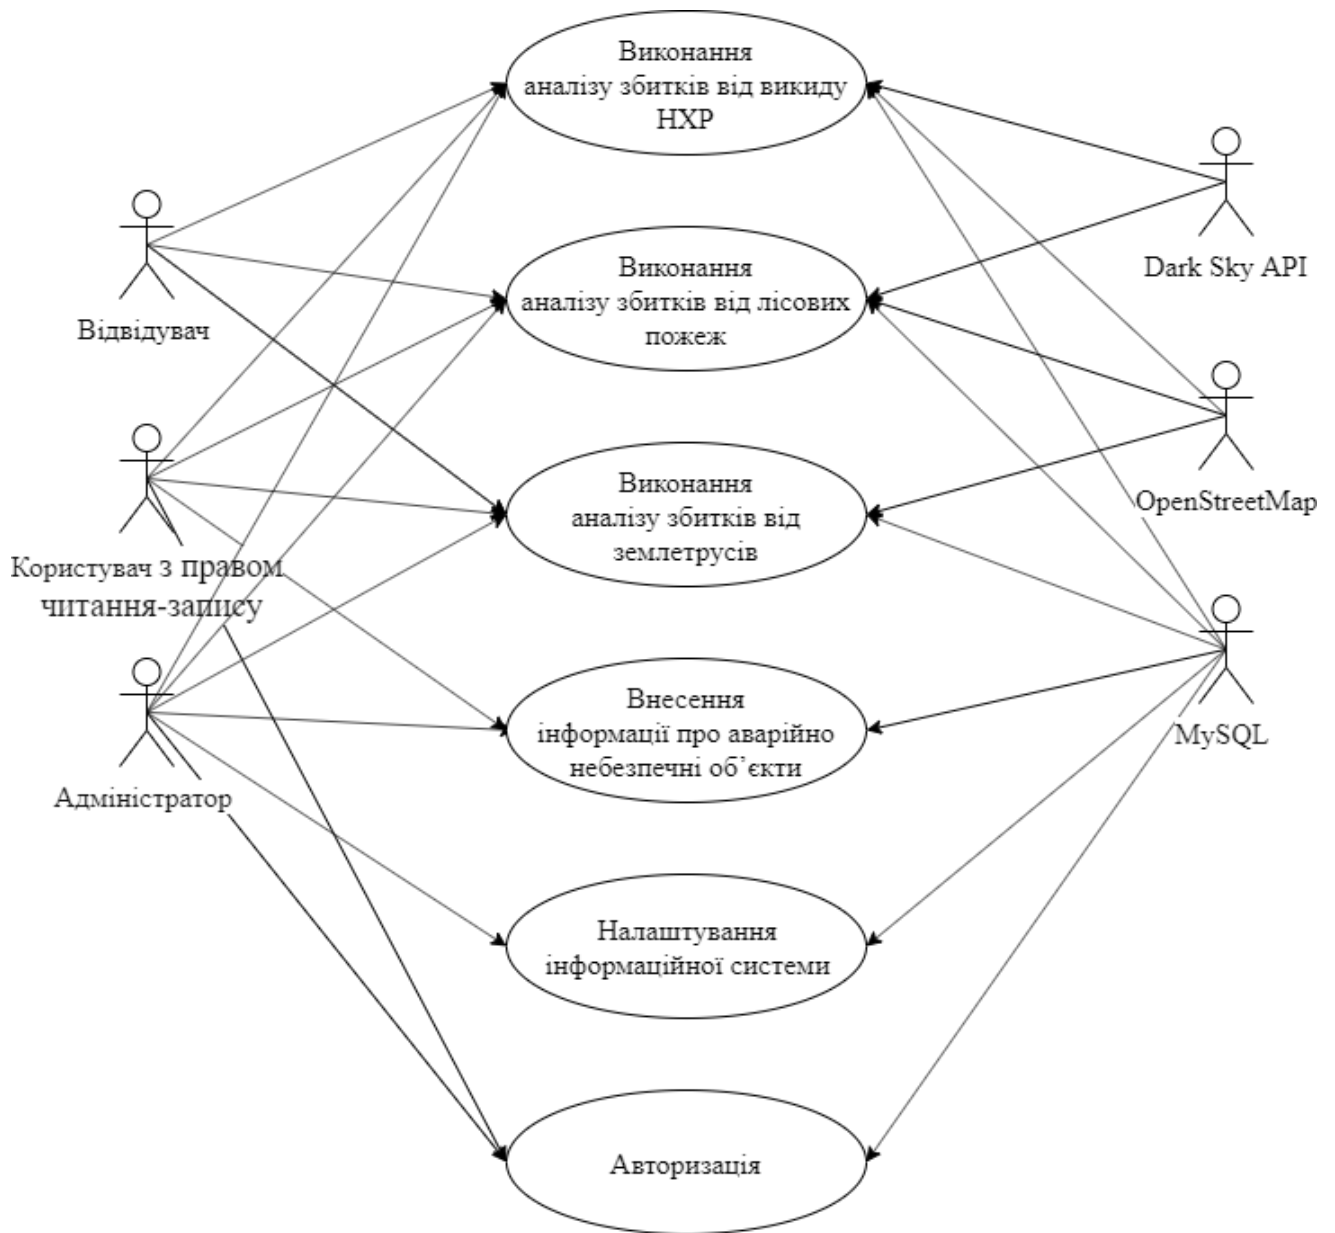 Виконання
аналізу збитків від викиду
НХР
Dark Sky API
Відвідувач
Виконання
аналізу збитків від лісових
пожеж
OpenStreetMap
Користувач з правом
читання-запису
Виконання
аналізу збитків від
землетрусів
MySQL
Адміністратор
Внесення
інформації про аварійно
небезпечні об’єкти
Налаштування
інформаційної системи
Авторизація